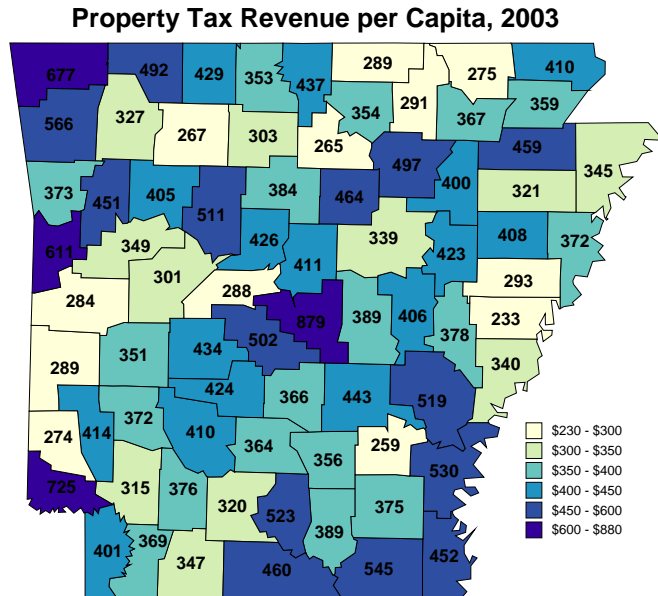 Property Tax Revenue per Capita, 2003
677 492 429 353 437 289 275 410
566 327 267 303 265 354 291 367 359
373 451 405 511 384 464 497 400 459 345
321
611 349 426 339 423 408 372
284 301 288 411 389 406 293
879 378 233
289 351 434 502 340
424 366 443 519
274 414 372 410 364 356 259
530
725 315 376 320 523 389 375
401 369 347 460 545 452
$230 - $300
$300 - $350
$350 - $400
$400 - $450
$450 - $600
$600 - $880